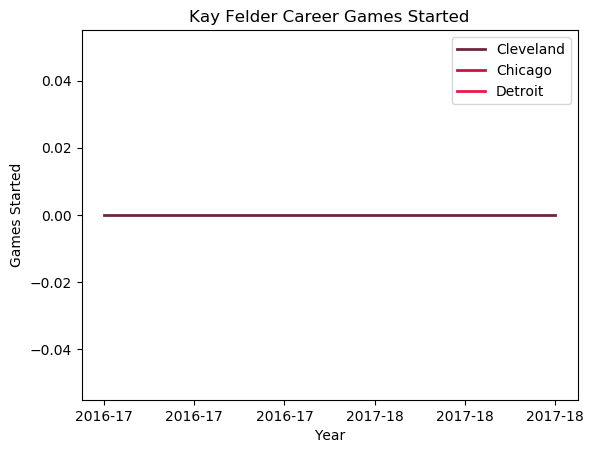 Kay Felder Career Games Started
Cleveland
Chicago
Detroit
0.04
0.02
0.00
−0.02
−0.04
Games Started
2016-17 2016-17 2016-17 2017-18 2017-18 2017-18
Year